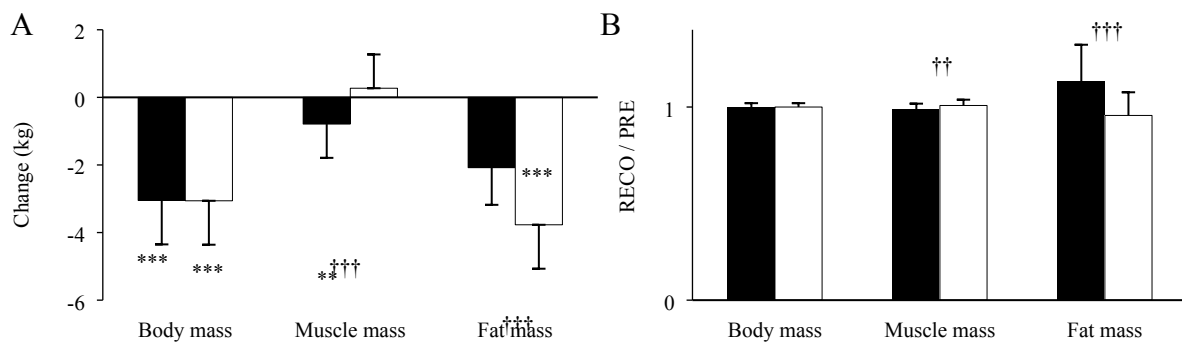 A
Change (kg)
2
0
-2
-4
-6
***
***
**†††
***
†††
Body mass
Muscle mass
Fat mass
B
RECO / PRE
1
0
††
†††
Body mass
Muscle mass
Fat mass